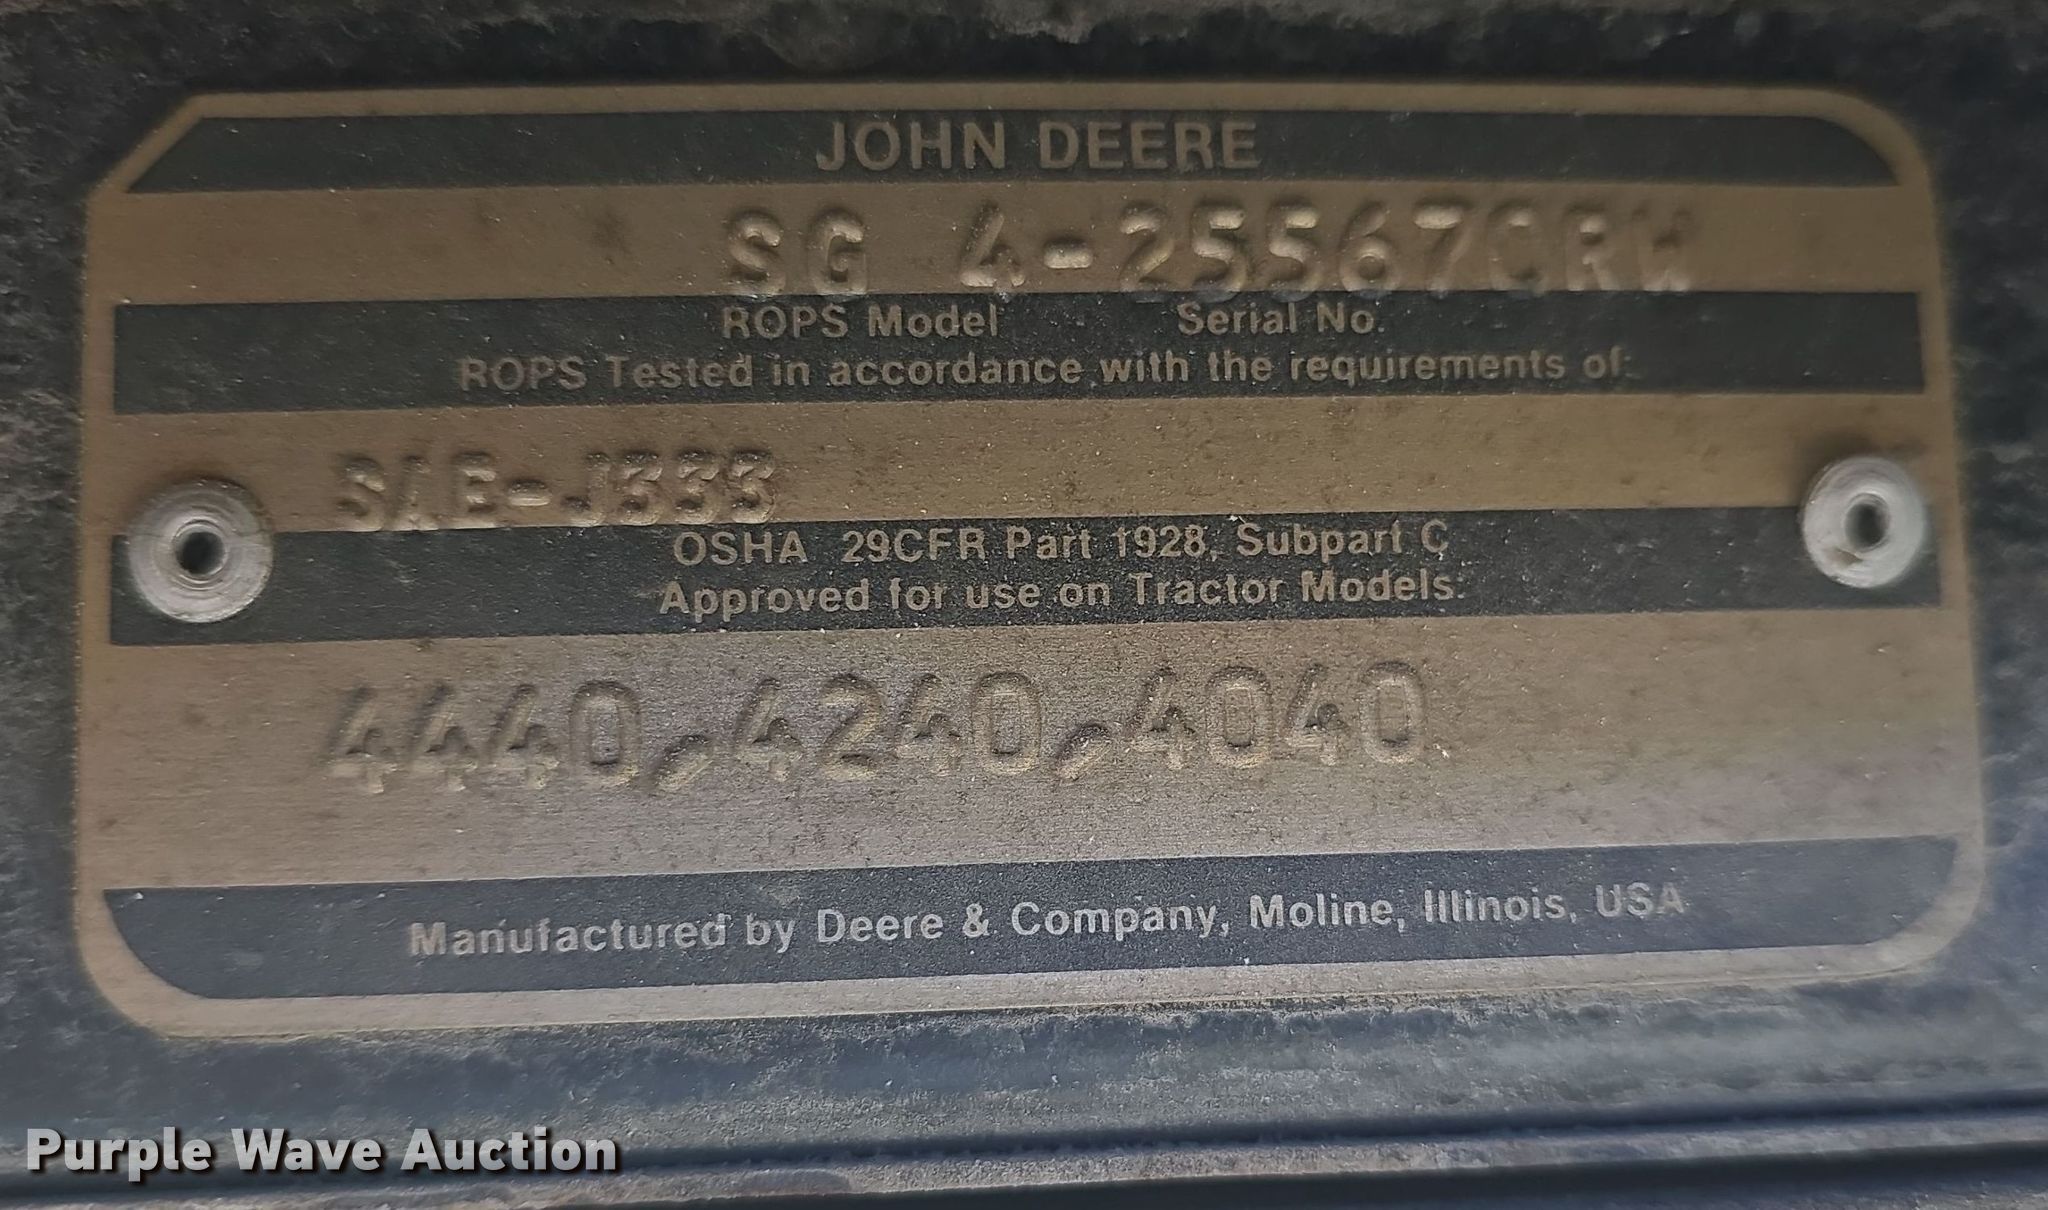 JOHN DEERE
SG 4-25567CRW
ROPS Model Serial No.
ROPS Tested in accordance with the requirements of:
SAE-J333
OSHA 29CFR Part 1928, Subpart C
Approved for use on Tractor Models:
4440,4240,4040
Manufactured by Deere & Company, Moline, Illinois, USA
Purple Wave Auction